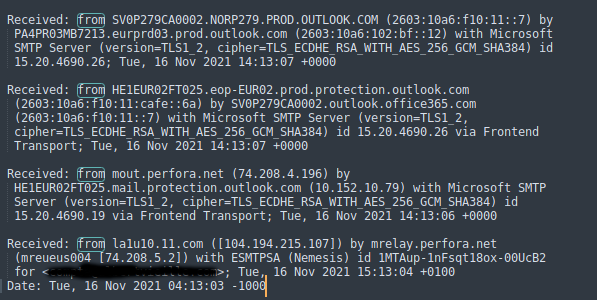 Received: from SV0P279CA0002.NORP279.PROD.OUTLOOK.COM (2603:10a6:f10:11::7) by
PA4PR03MB7213.eurprd03.prod.outlook.com (2603:10a6:102:bf::12) with Microsoft
SMTP Server (version=TLS1_2, cipher=TLS_ECDHE_RSA_WITH_AES_256_GCM_SHA384) id
15.20.4690.26; Tue, 16 Nov 2021 14:13:07 +0000
Received: from HE1EUR02FT025.eop-EUR02.prod.protection.outlook.com
(2603:10a6:f10:11:cafe::6a) by SV0P279CA0002.outlook.office365.com
(2603:10a6:f10:11::7) with Microsoft SMTP Server (version=TLS1_2,
cipher=TLS_ECDHE_RSA_WITH_AES_256_GCM_SHA384) id 15.20.4690.26 via Frontend
Transport; Tue, 16 Nov 2021 14:13:07 +0000
Received: from mout.perfora.net (74.208.4.196) by
HE1EUR02FT025.mail.protection.outlook.com (10.152.10.79) with Microsoft SMTP
Server (version=TLS1_2, cipher=TLS_ECDHE_RSA_WITH_AES_256_GCM_SHA384) id
15.20.4690.19 via Frontend Transport; Tue, 16 Nov 2021 14:13:06 +0000
Received: from la1u10.11.com ([104.194.215.107]) by mrelay.perfora.net
(mreueus004 [74.208.5.2]) with ESMTPSA (Nemesis) id 1MTAup-1nFsqt18ox-00UcB2
for <>; Tue, 16 Nov 2021 15:13:04 +0100
Date: Tue, 16 Nov 2021 04:13:03 -1000